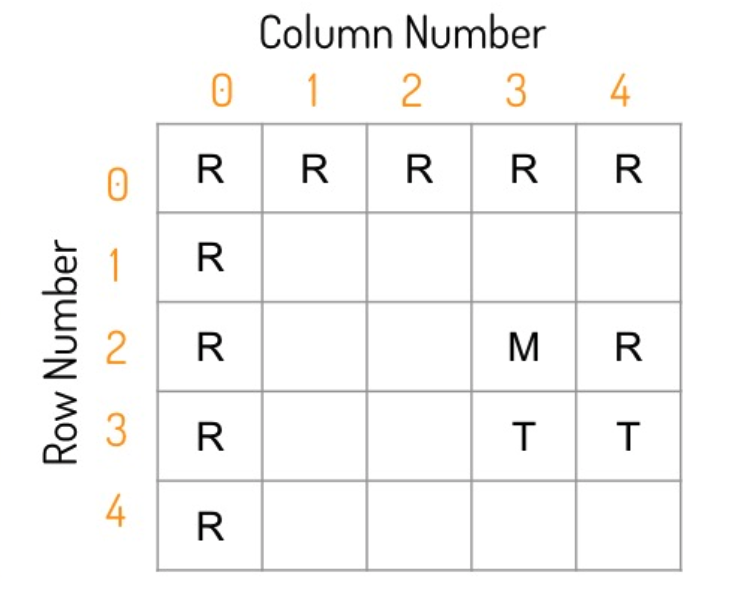 Column Number
0 1 2 3 4
Row Number
0 R R R R R
1 R
2 R M R
3 R T T
4 R